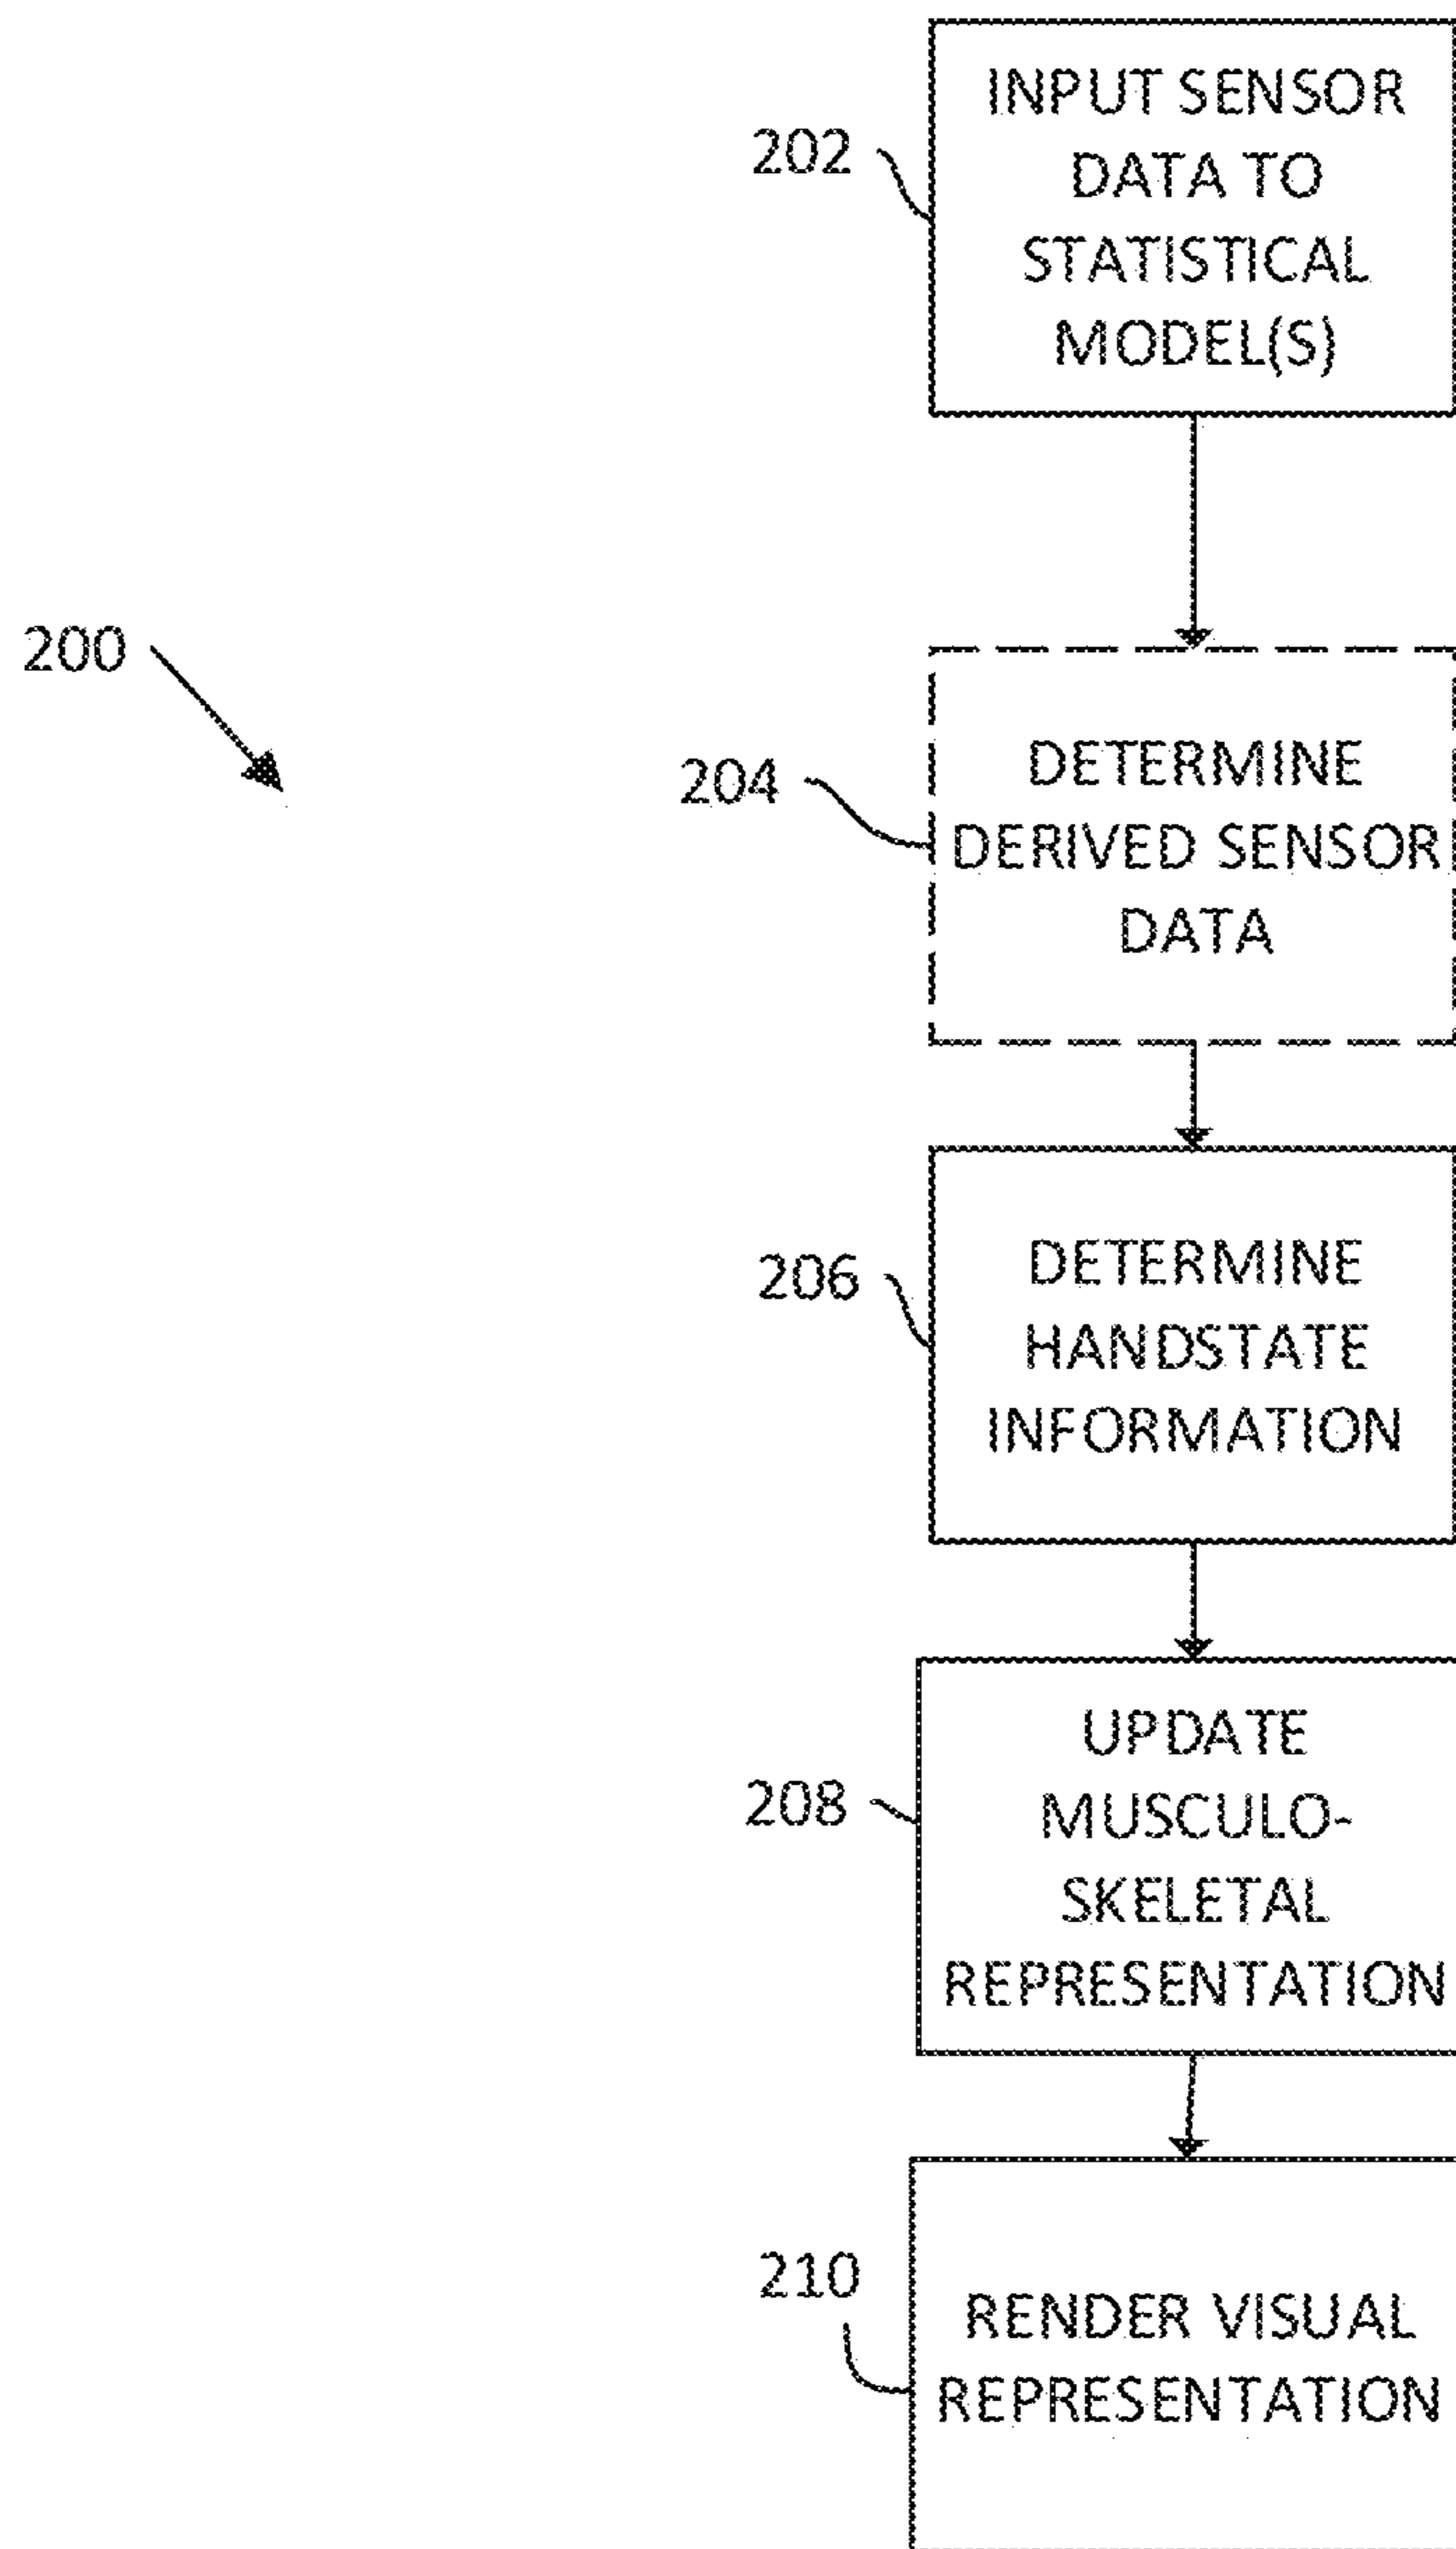 202
INPUT SENSOR
DATA TO
STATISTICAL
MODEL(S)
200
204
DETERMINE
DERIVED SENSOR
DATA
206
DETERMINE
HANDSTATE
INFORMATION
208
UPDATE
MUSCULO-
SKELETAL
REPRESENTATION
210
RENDER VISUAL
REPRESENTATION